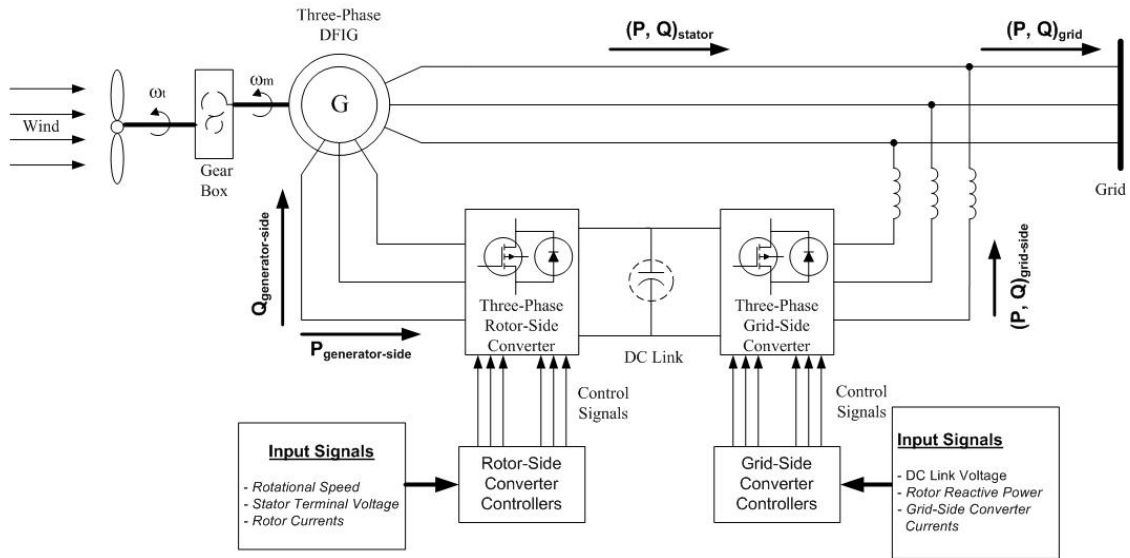 Three-Phase
DFIG
(P, Q)stator
(P, Q)grid
ωt
ωm
G
Wind
Gear
Box
Grid
Qgenerator-side
Pgenerator-side
Three-Phase
Rotor-Side
Converter
DC Link
Three-Phase
Grid-Side
Converter
(P, Q)grid-side
Control
Signals
Control
Signals
Input Signals
- Rotational Speed
- Stator Terminal Voltage
- Rotor Currents
Rotor-Side
Converter
Controllers
Grid-Side
Converter
Controllers
Input Signals
- DC Link Voltage
- Rotor Reactive Power
- Grid-Side Converter
Currents